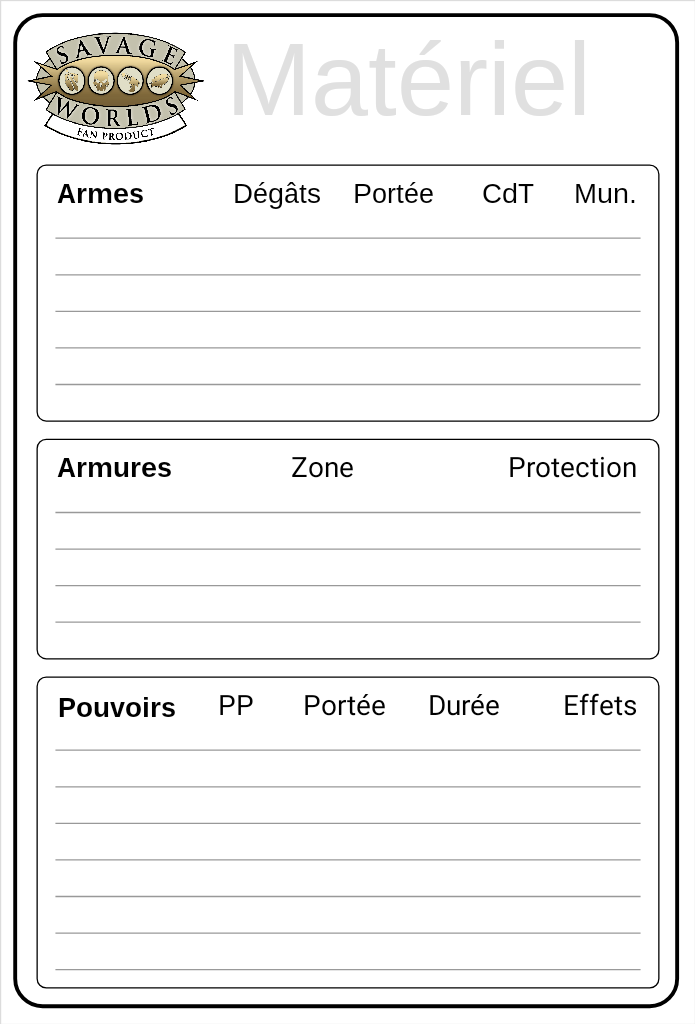 SAVAGE
WORLDS
FAN PRODUCT
Matériel
Armes Dégâts Portée CdT Mun.
Armures Zone Protection
Pouvoirs PP Portée Durée Effets